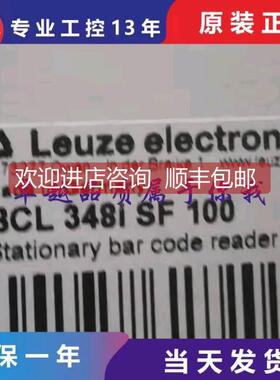 专业工控13年
原装正
Leuze electron
欢迎进店咨询 顺丰包邮
BCL 348i SF 100
Stationary bar code reader
保一年
当天发货